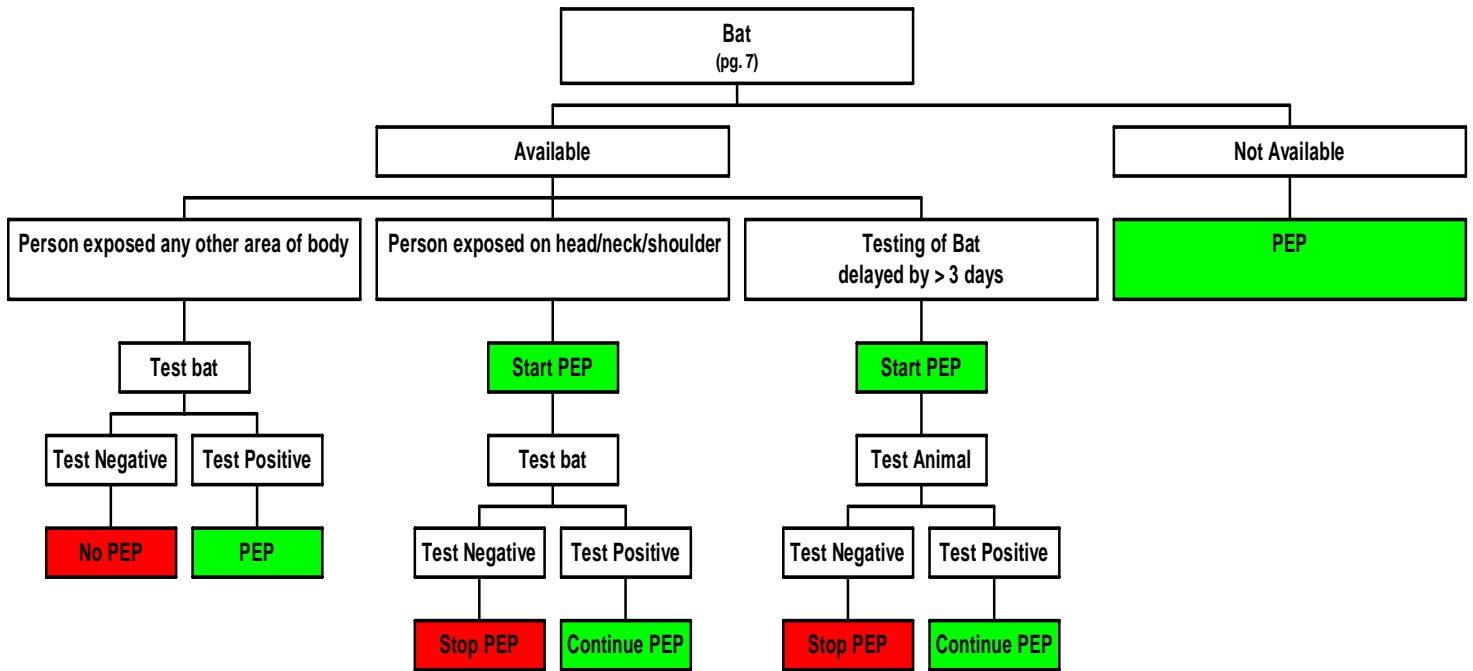 Bat
(pg. 7)
Available
Not Available
Person exposed any other area of body
Person exposed on head/neck/shoulder
Testing of Bat
delayed by > 3 days
PEP
Test bat
Start PEP
Start PEP
Test Negative
Test Positive
Test bat
Test Animal
No PEP
PEP
Test Negative
Test Positive
Test Negative
Test Positive
Stop PEP
Continue PEP
Stop PEP
Continue PEP